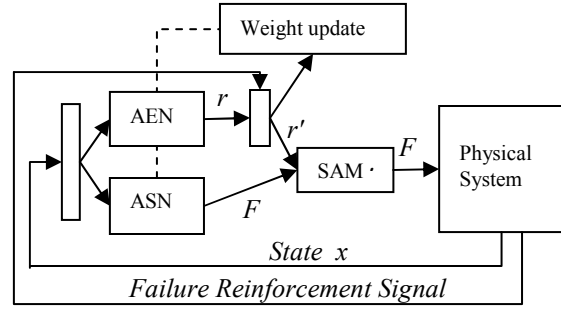 Weight update
AEN
r
r'
ASN
F
SAM
F
Physical
System
State x
Failure Reinforcement Signal